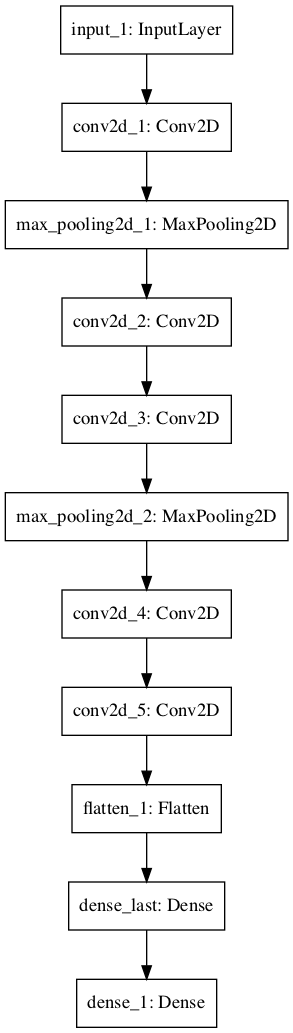 input_1: InputLayer
conv2d_1: Conv2D
max_pooling2d_1: MaxPooling2D
conv2d_2: Conv2D
conv2d_3: Conv2D
max_pooling2d_2: MaxPooling2D
conv2d_4: Conv2D
conv2d_5: Conv2D
flatten_1: Flatten
dense_last: Dense
dense_1: Dense